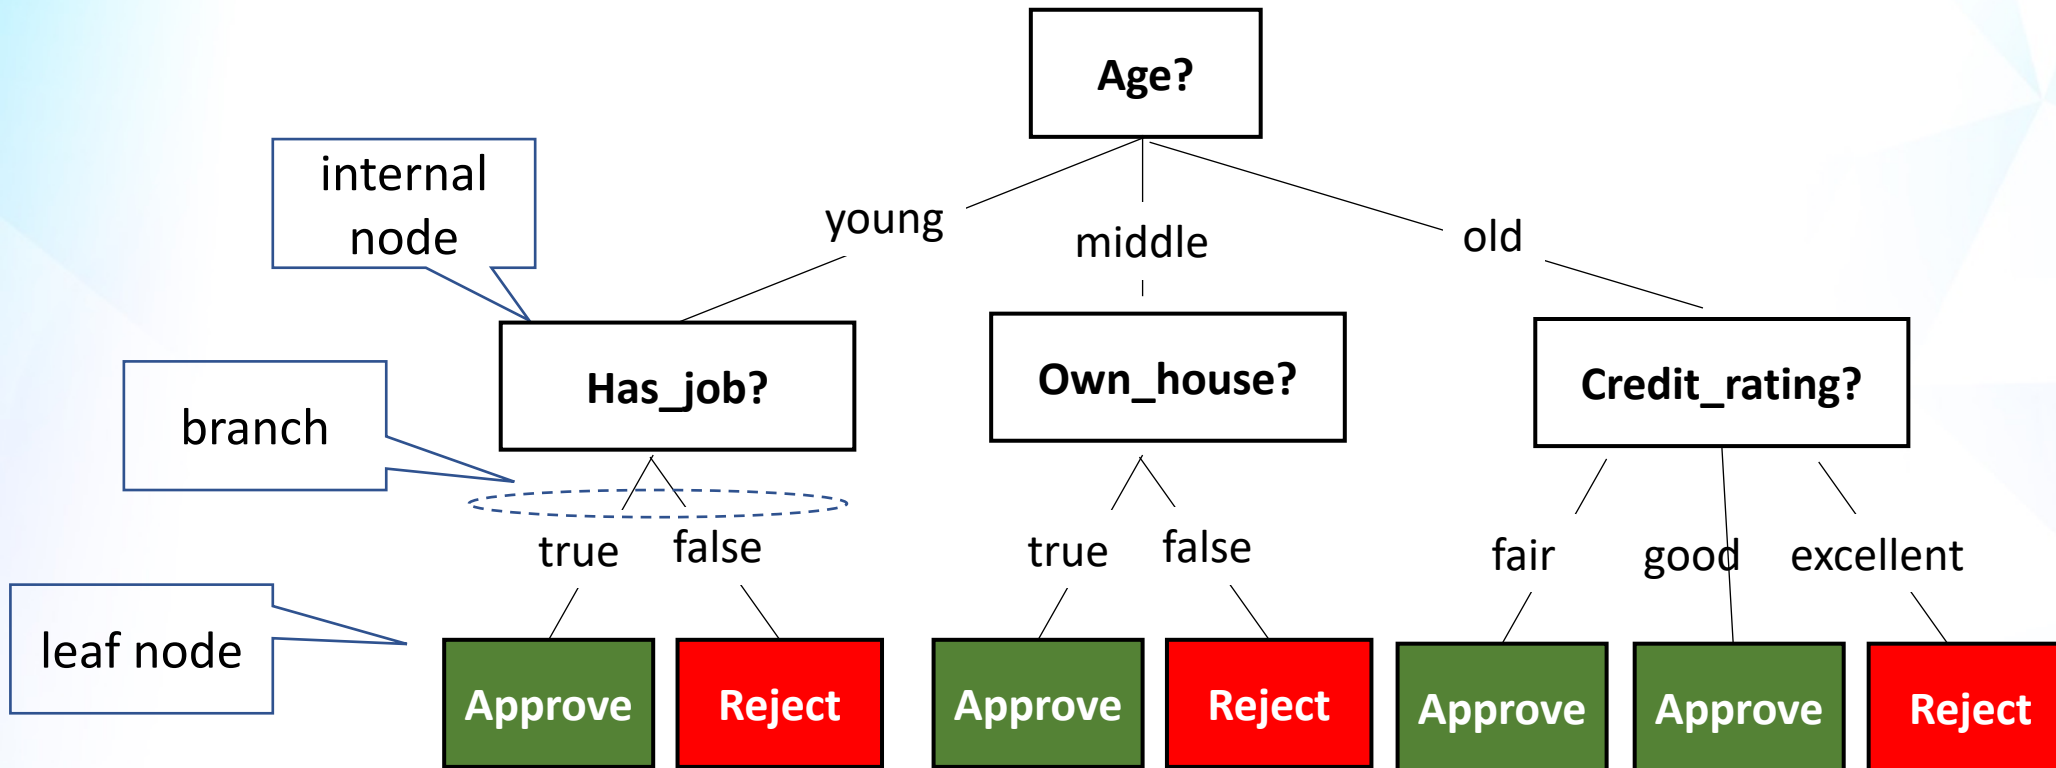 Age?
internal
node
young
middle
old
Has_job?
Own_house?
Credit_rating?
branch
true
false
true
false
fair
good
excellent
leaf node
Approve
Reject
Approve
Reject
Approve
Approve
Reject